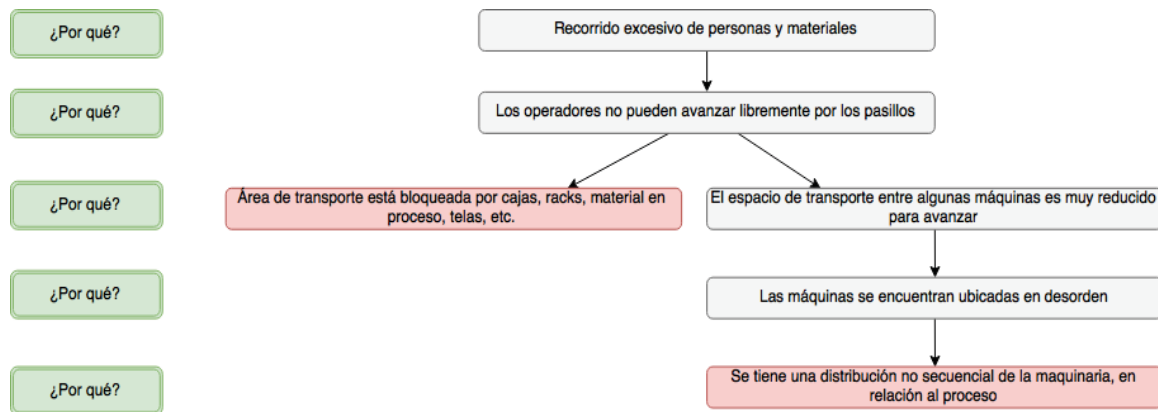 ¿Por qué?
Recorrido excesivo de personas y materiales
¿Por qué?
Los operadores no pueden avanzar libremente por los pasillos
¿Por qué?
Área de transporte está bloqueada por cajas, racks, material en
proceso, telas, etc.
El espacio de transporte entre algunas máquinas es muy reducido
para avanzar
¿Por qué?
Las máquinas se encuentran ubicadas en desorden
¿Por qué?
Se tiene una distribución no secuencial de la maquinaria, en
relación al proceso